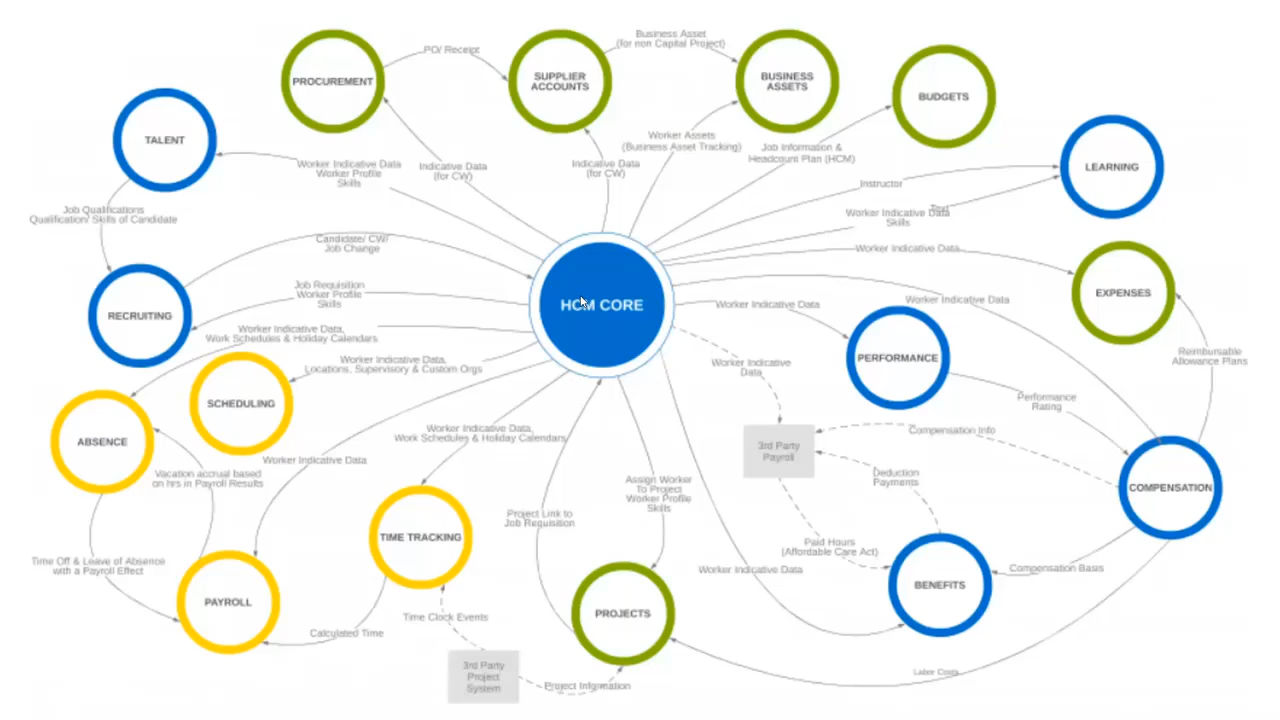 Business Asset
(for non Capital Project)
PO/ Receipt
PROCUREMENT
SUPPLIER
ACCOUNTS
BUSINESS
ASSETS
BUDGETS
TALENT
Worker Assets
(Business Asset Tracking)
Job Information &
Headcount Plan (HCM)
LEARNING
Worker Indicative Data
Worker Profile
Skills
Indicative Data
(for CW)
Indicative Data
(for CW)
Instructor
Job Qualifications
Qualification/ Skills of Candidate
Worker Indicative Data
Skills
Candidate/ CW/
Job Change
Worker Indicative Data
Job Requisition
Worker Profile
Skills
HCM CORE
EXPENSES
Worker Indicative Data
Worker Indicative Data
RECRUITING
Worker Indicative Data,
Work Schedules & Holiday Calendars
Worker Indicative Data,
Locations, Supervisory & Custom Orgs
Worker Indicative
Data
PERFORMANCE
Reimbursable
Allowance Plans
SCHEDULING
Performance
Rating
ABSENCE
Worker Indicative Data,
Work Schedules & Holiday Calendars
3rd Party
Payroll
Compensation Info
Worker Indicative Data
Vacation accrual based
on hrs in Payroll Results
Assign Worker
To Project
Worker Profile
Skills
Deduction
Payments
COMPENSATION
Project Link to
Job Requisition
TIME TRACKING
Paid Hours
(Affordable Care Act)
Time Off & Leave of Absence
with a Payroll Effect
Worker Indicative Data
Compensation Basis
BENEFITS
PAYROLL
Time Clock Events
PROJECTS
Calculated Time
3rd Party
Project
System
Project Information
Labor Costs